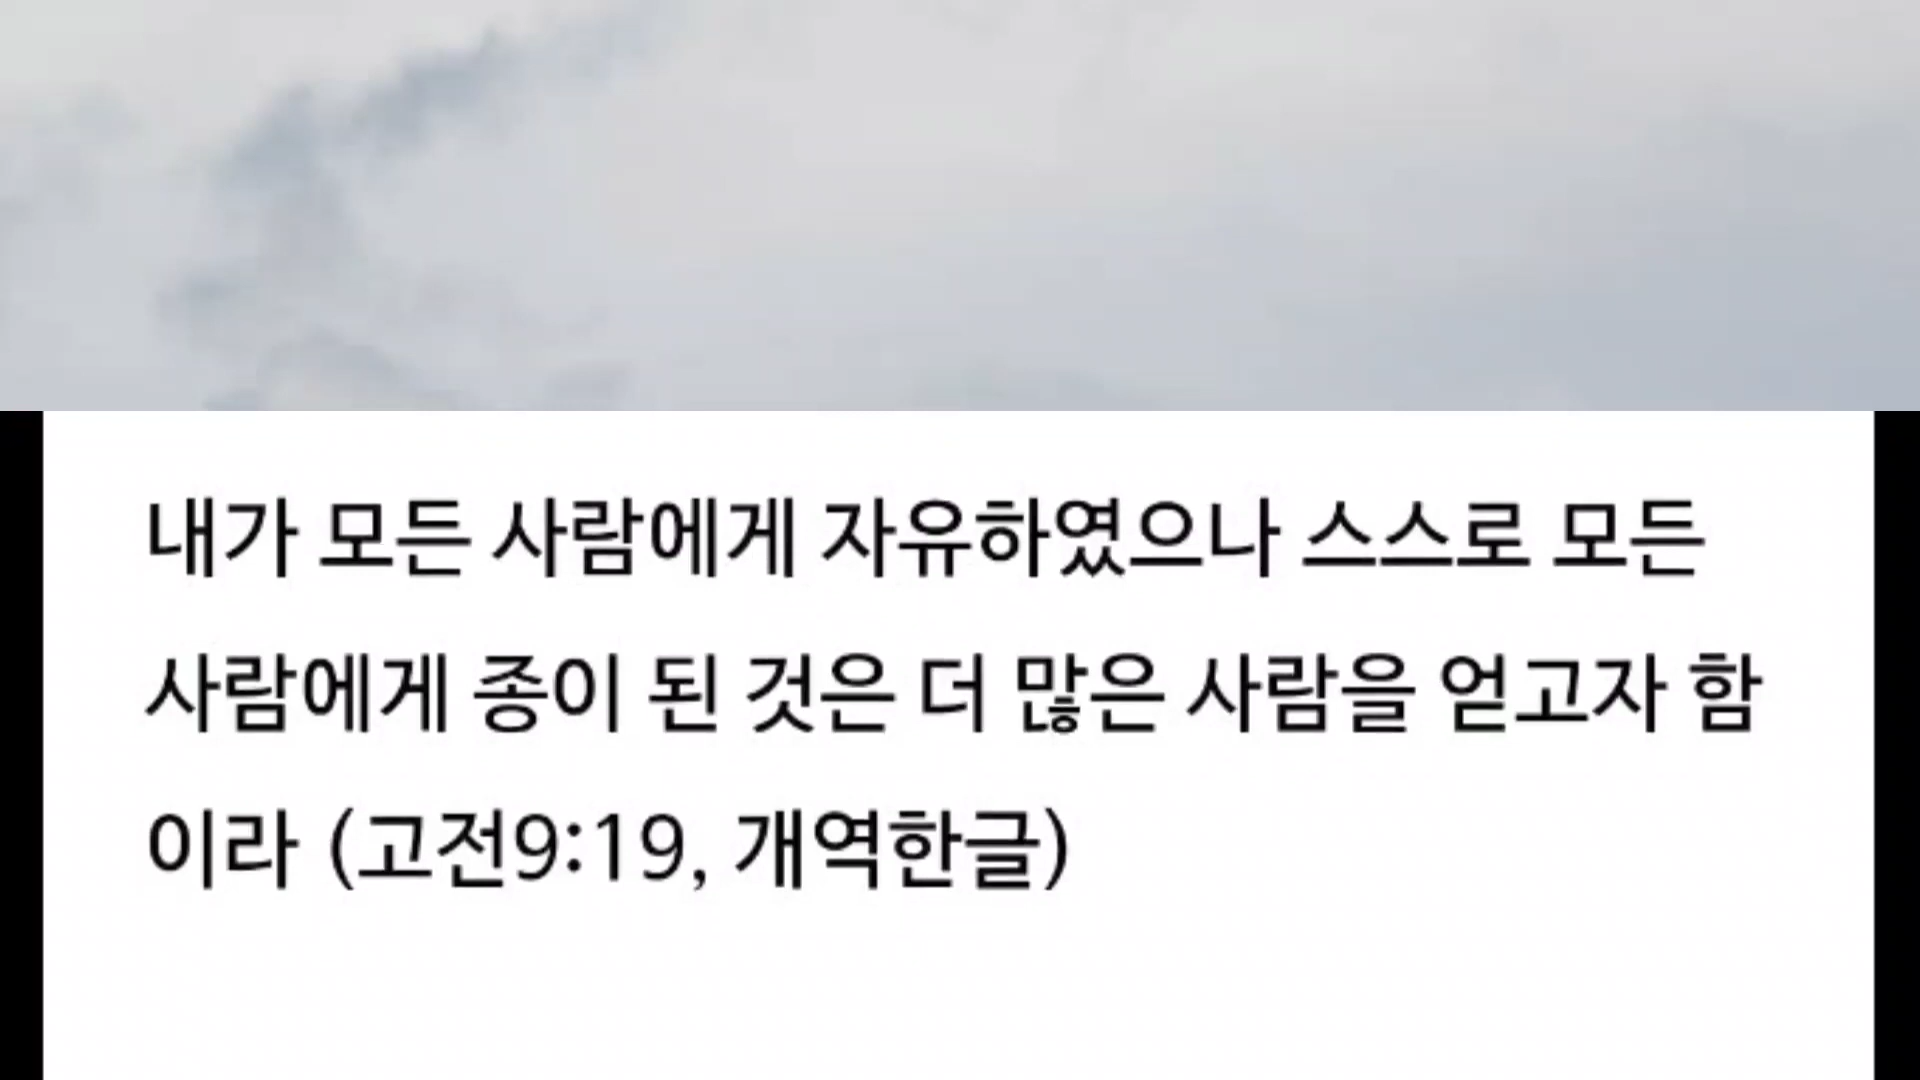 내가 모든 사람에게 자유하였으나 스스로 모든
사람에게 종이 된 것은 더 많은 사람을 얻고자 함
이라 (고전9:19, 개역한글)